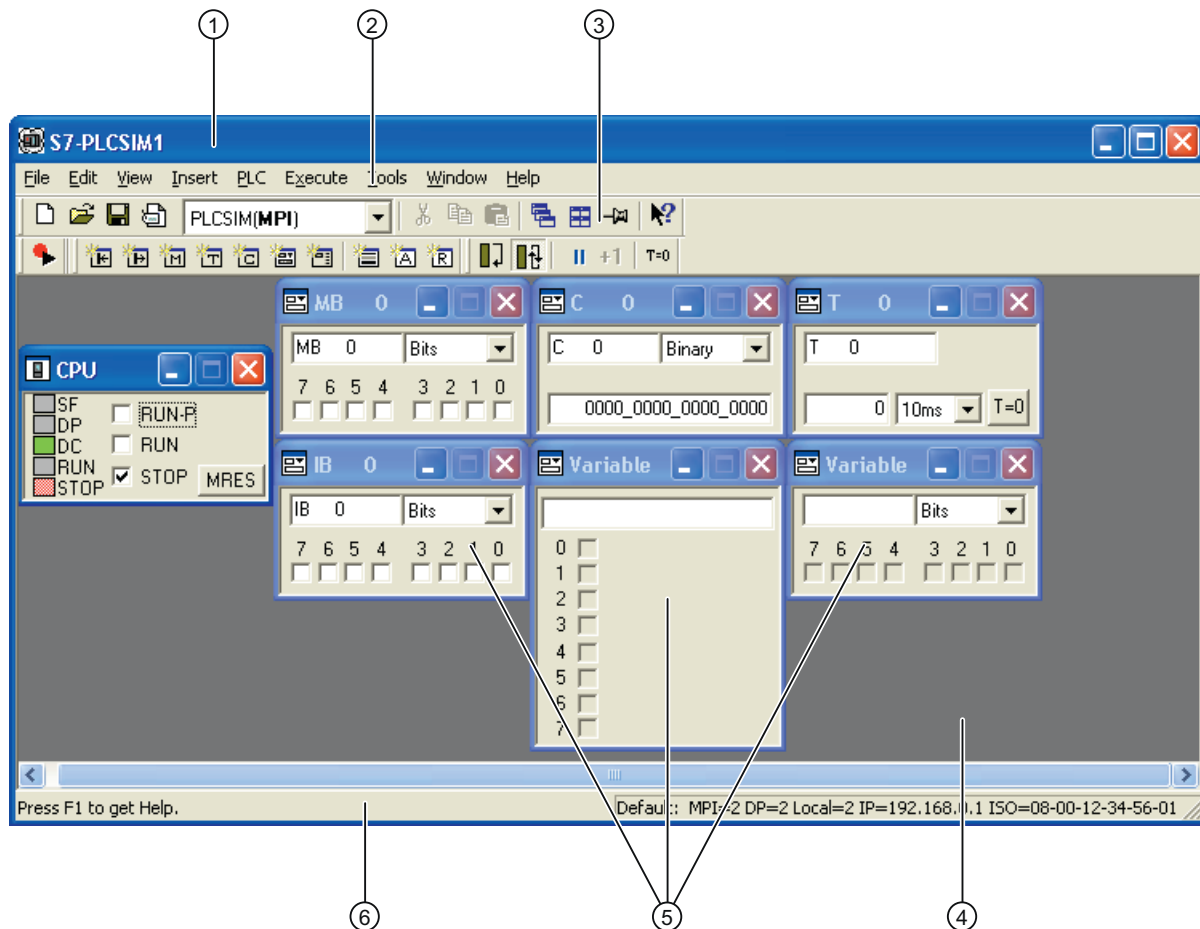 1 2 3
S7-PLCSIM1
File Edit View Insert PLC Execute Tools Window Help
PLCSIM(MPI)
M T C A R +1 T=0
MB 0
MB 0 Bits
7 6 5 4 3 2 1 0
C 0
C 0 Binary
0000_0000_0000_0000
T 0
T 0
0 10ms T=0
CPU
SF
DP
DC
RUN
STOP
RUN-P
RUN
STOP MRES
IB 0
IB 0 Bits
7 6 5 4 3 2 1 0
Variable
0
1
2
3
4
5
6
7
Variable
Bits
7 6 5 4 3 2 1 0
Press F1 to get Help.
Default: MPI=2 DP=2 Local=2 IP=192.168.0.1 ISO=08-00-12-34-56-01
6 5 4